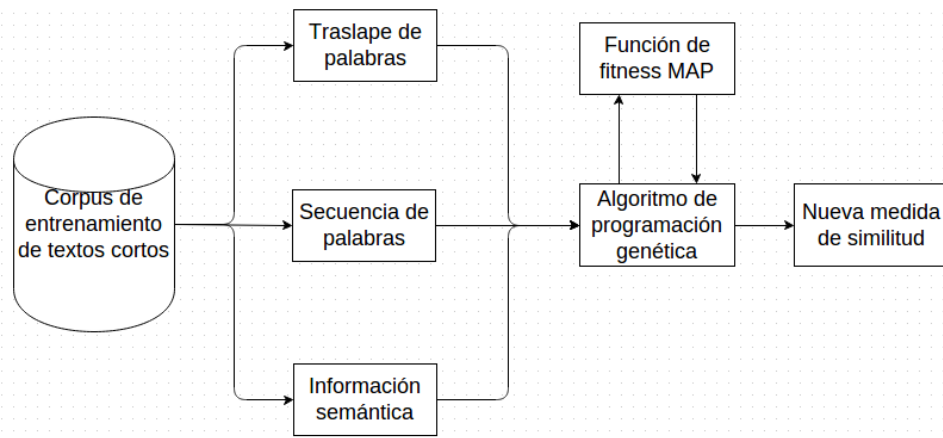 Traslape de
palabras
Función de
fitness MAP
Corpus de
entrenamiento
de textos cortos
Secuencia de
palabras
Algoritmo de
programación
genética
Nueva medida
de similitud
Información
semántica